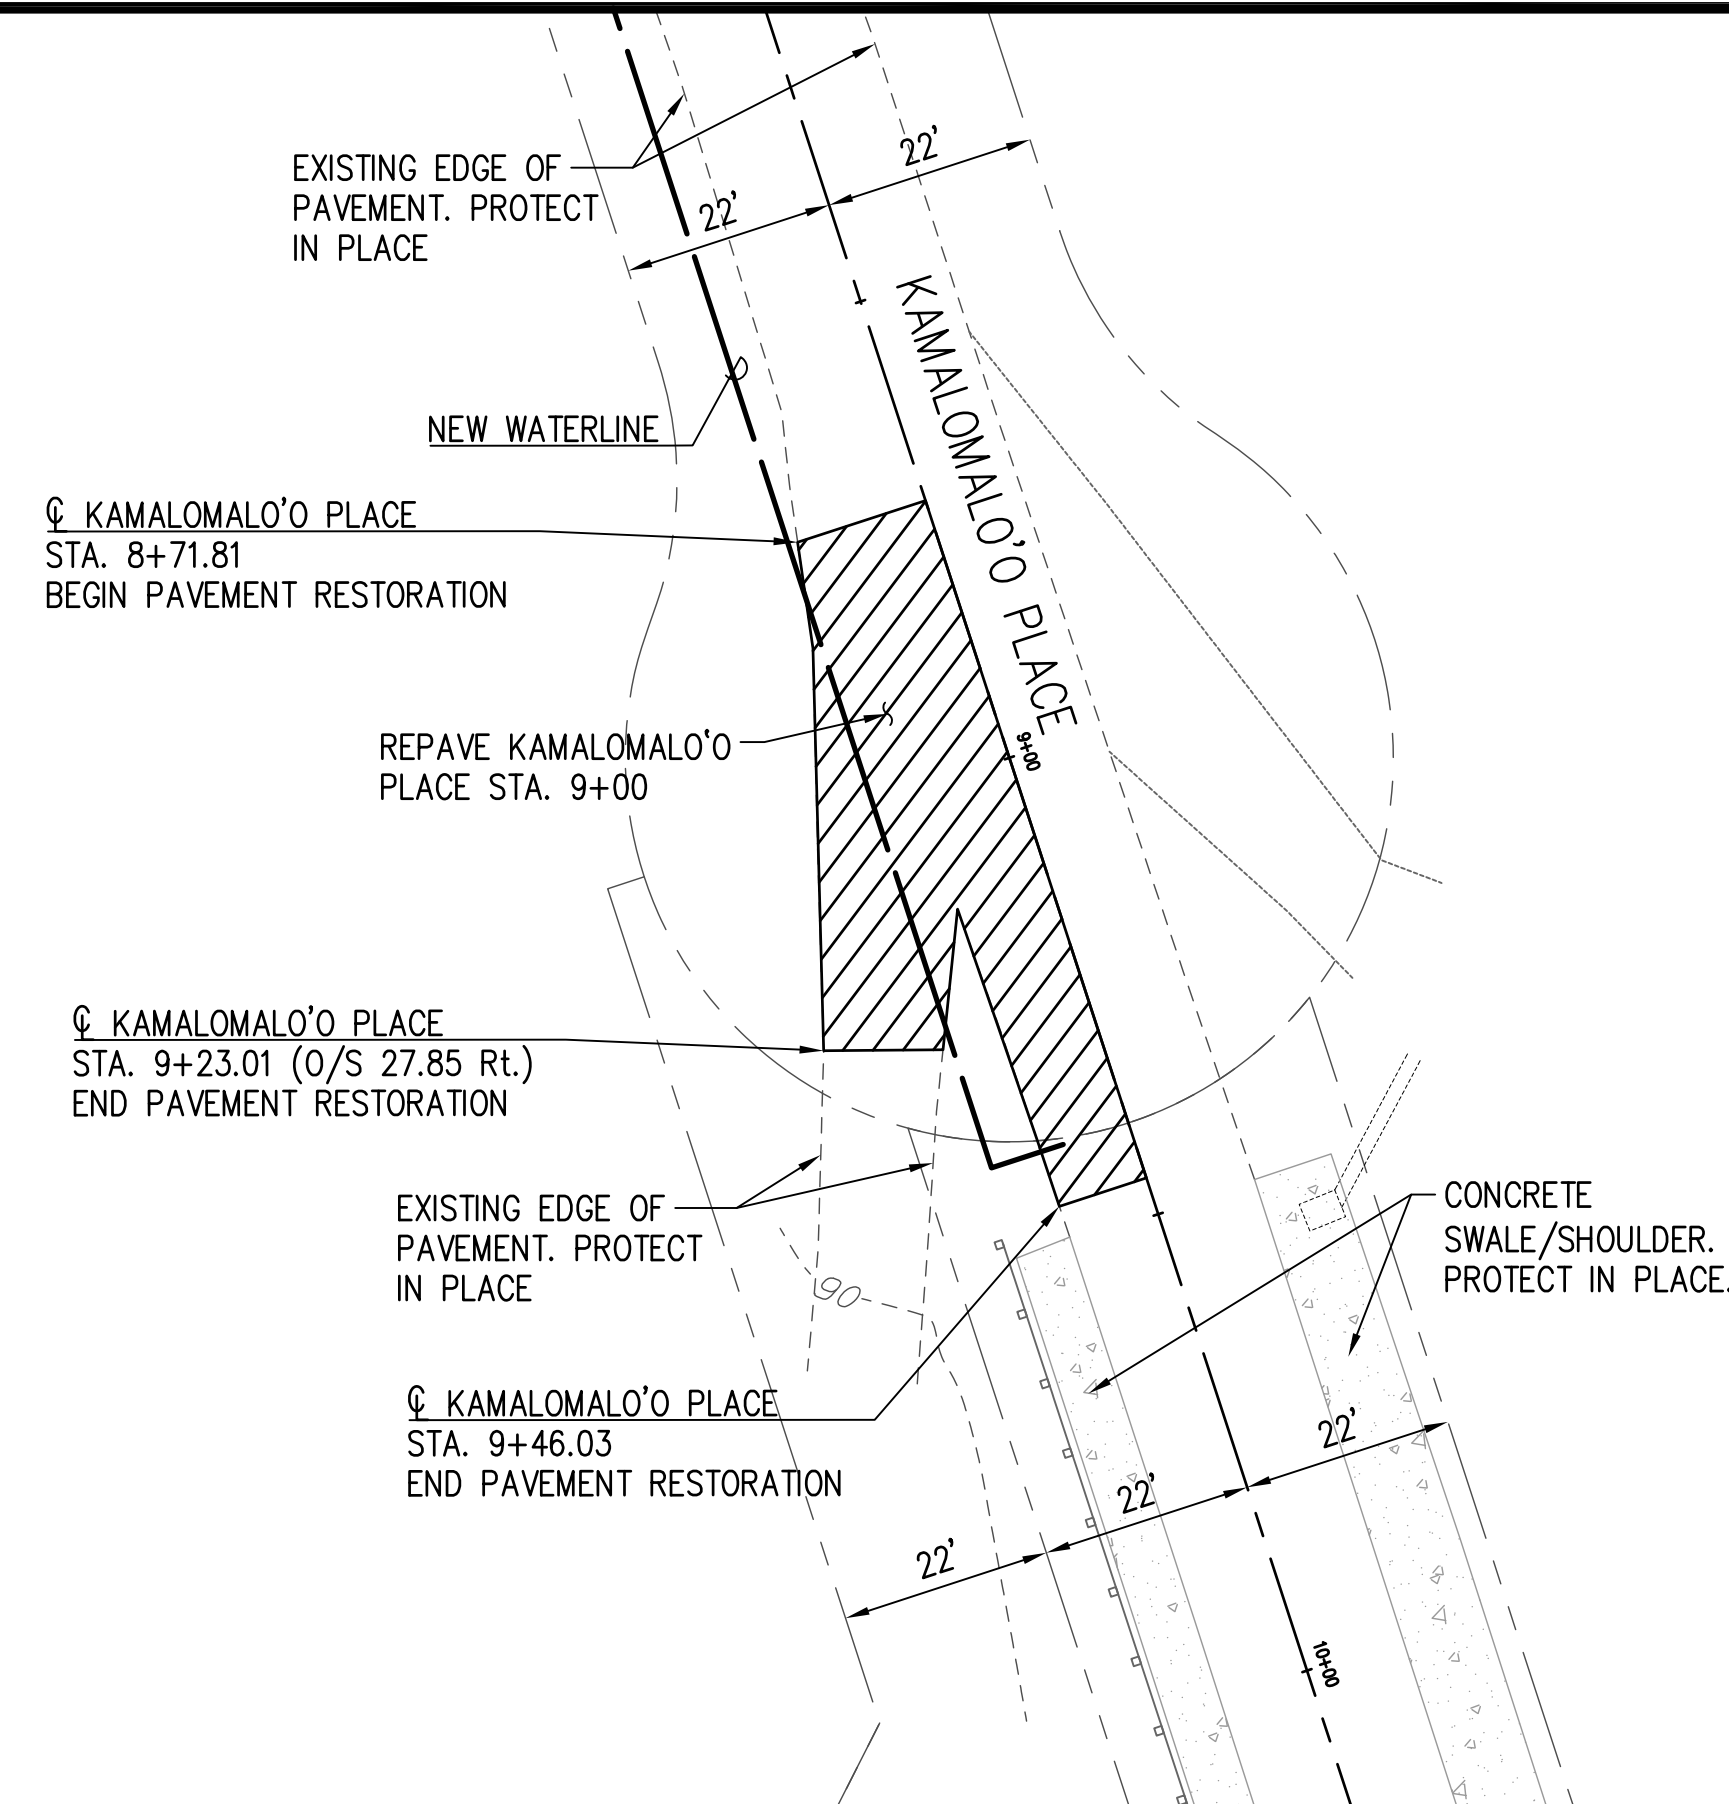 22'
EXISTING EDGE OF
PAVEMENT. PROTECT
IN PLACE
22'
KAMALOMALO'O PLACE
NEW WATERLINE
℄ KAMALOMALO'O PLACE
STA. 8+71.81
BEGIN PAVEMENT RESTORATION
REPAVE KAMALOMALO‘O
PLACE STA. 9+00
9+00
℄ KAMALOMALO'O PLACE
STA. 9+23.01 (O/S 27.85 Rt.)
END PAVEMENT RESTORATION
EXISTING EDGE OF
PAVEMENT. PROTECT
IN PLACE
CONCRETE
SWALE/SHOULDER.
PROTECT IN PLACE.
90
℄ KAMALOMALO'O PLACE
STA. 9+46.03
END PAVEMENT RESTORATION
22'
22'
22'
10+00